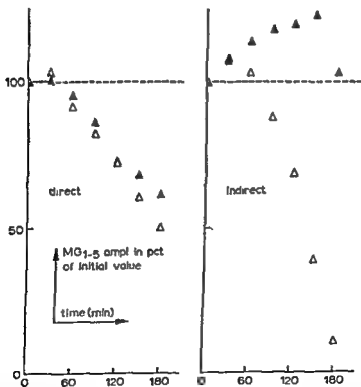 100
50
0
direct
indirect
MG1-5 ampl in pct
of initial value
time (min)
0 60 120 180
0 60 120 180